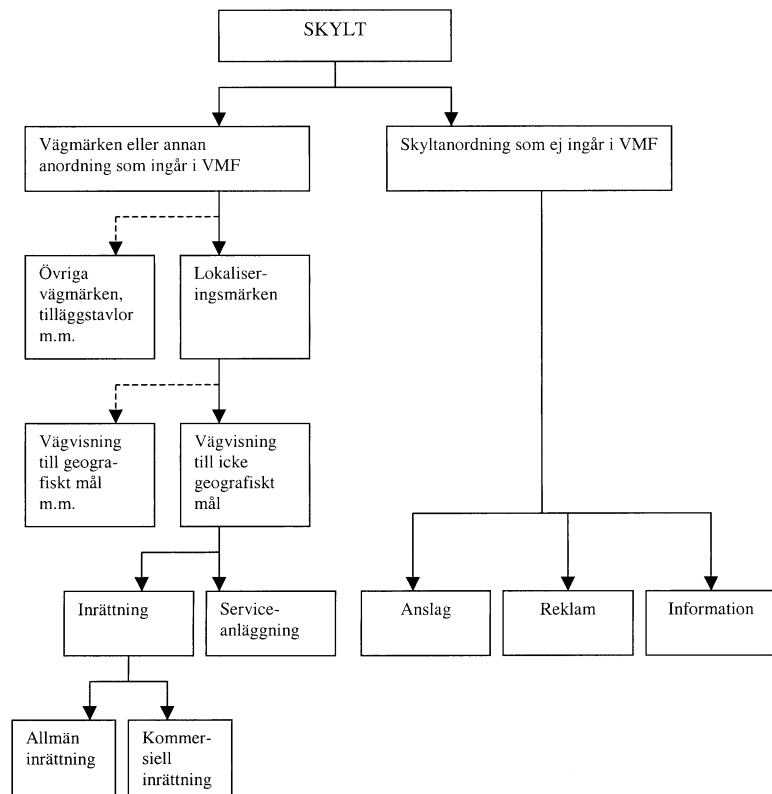 SKYLT
Vägmärken eller annan
anordning som ingår i VMF
Skyltanordning som ej ingår i VMF
Övriga
vägmärken,
tilläggstavlor
m.m.
Lokaliser-
ingsmärken
Vägvisning
till geogra-
fiskt mål
m.m.
Vägvisning
till icke
geografiskt
mål
Inrättning
Service-
anläggning
Anslag
Reklam
Information
Allmän
inrättning
Kommer-
siell
inrättning